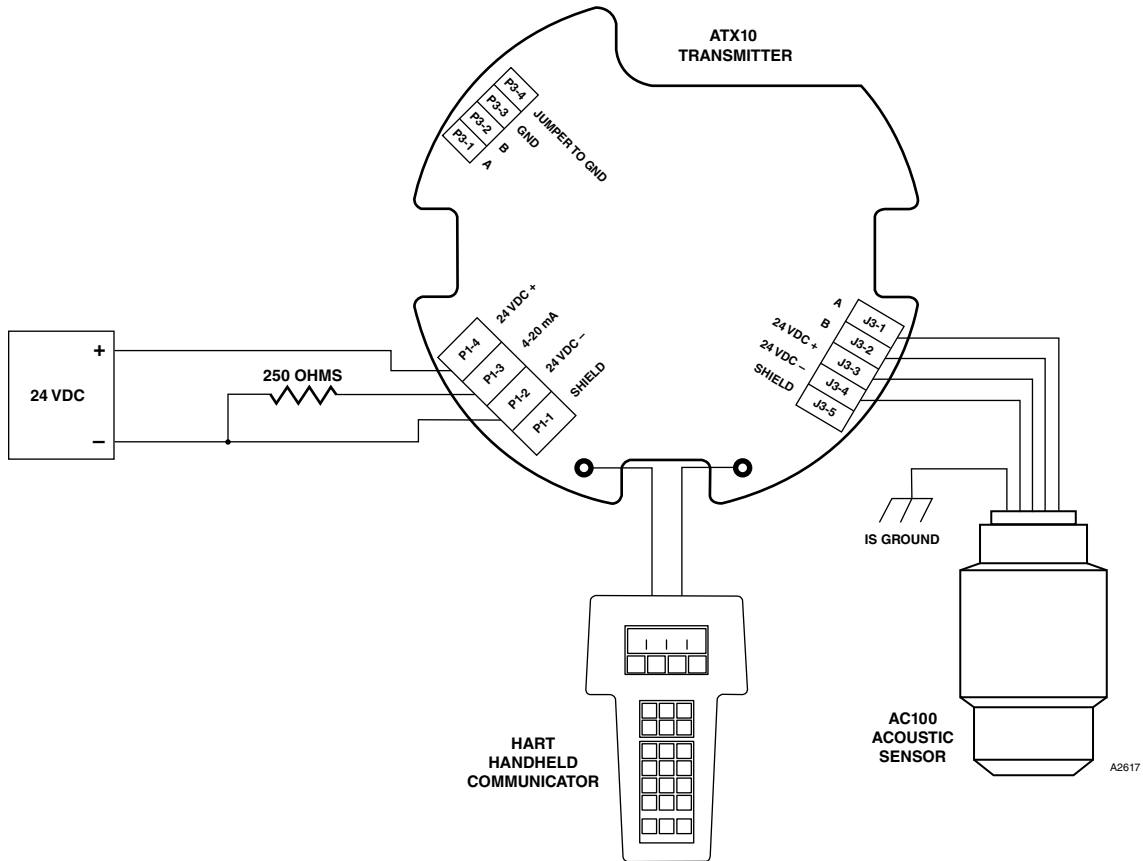 ATX10
TRANSMITTER
P3-4
P3-3
P3-2
P3-1
JUMPER TO GND
GND
B
A
24 VDC +
4-20 mA
24 VDC –
SHIELD
P1-4
P1-3
P1-2
P1-1
+
24 VDC
–
250 OHMS
A
B
24 VDC +
24 VDC –
SHIELD
J3-1
J3-2
J3-3
J3-4
J3-5
IS GROUND
HART
HANDHELD
COMMUNICATOR
AC100
ACOUSTIC
SENSOR
A2617